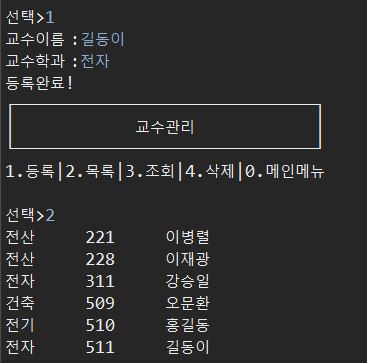 선택>1
교수이름 :길동이
교수학과 :전자
등록완료!
교수관리
1.등록|2.목록|3.조회|4.삭제|0.메인메뉴
선택>2
전산 221 이병렬
전산 228 이재광
전자 311 강승일
건축 509 오문환
전기 510 홍길동
전자 511 길동이